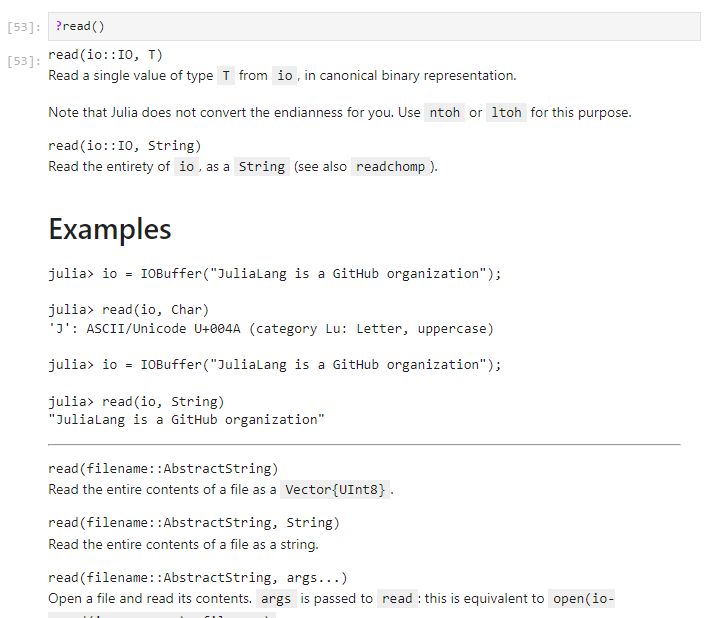 [53]: ?read()
[53]: read(io::IO, T)
Read a single value of type T from io, in canonical binary representation.
Note that Julia does not convert the endianness for you. Use ntoh or ltoh for this purpose.
read(io::IO, String)
Read the entirety of io, as a String (see also readchomp).
Examples
julia> io = IOBuffer("JuliaLang is a GitHub organization");
julia> read(io, Char)
'J': ASCII/Unicode U+004A (category Lu: Letter, uppercase)
julia> io = IOBuffer("JuliaLang is a GitHub organization");
julia> read(io, String)
"JuliaLang is a GitHub organization"
read(filename::AbstractString)
Read the entire contents of a file as a Vector{UInt8}.
read(filename::AbstractString, String)
Read the entire contents of a file as a string.
read(filename::AbstractString, args...)
Open a file and read its contents. args is passed to read: this is equivalent to open(io-